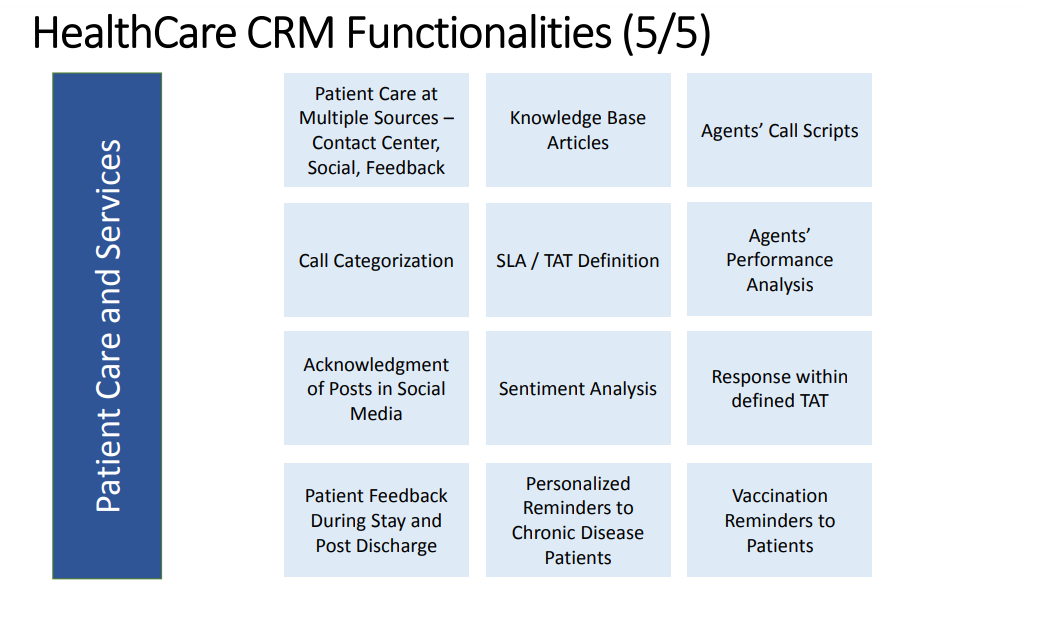 HealthCare CRM Functionalities (5/5)
Patient Care and Services
Patient Care at
Multiple Sources –
Contact Center,
Social, Feedback
Knowledge Base
Articles
Agents’ Call Scripts
Call Categorization
SLA / TAT Definition
Agents’
Performance
Analysis
Acknowledgment
of Posts in Social
Media
Sentiment Analysis
Response within
defined TAT
Patient Feedback
During Stay and
Post Discharge
Personalized
Reminders to
Chronic Disease
Patients
Vaccination
Reminders to
Patients